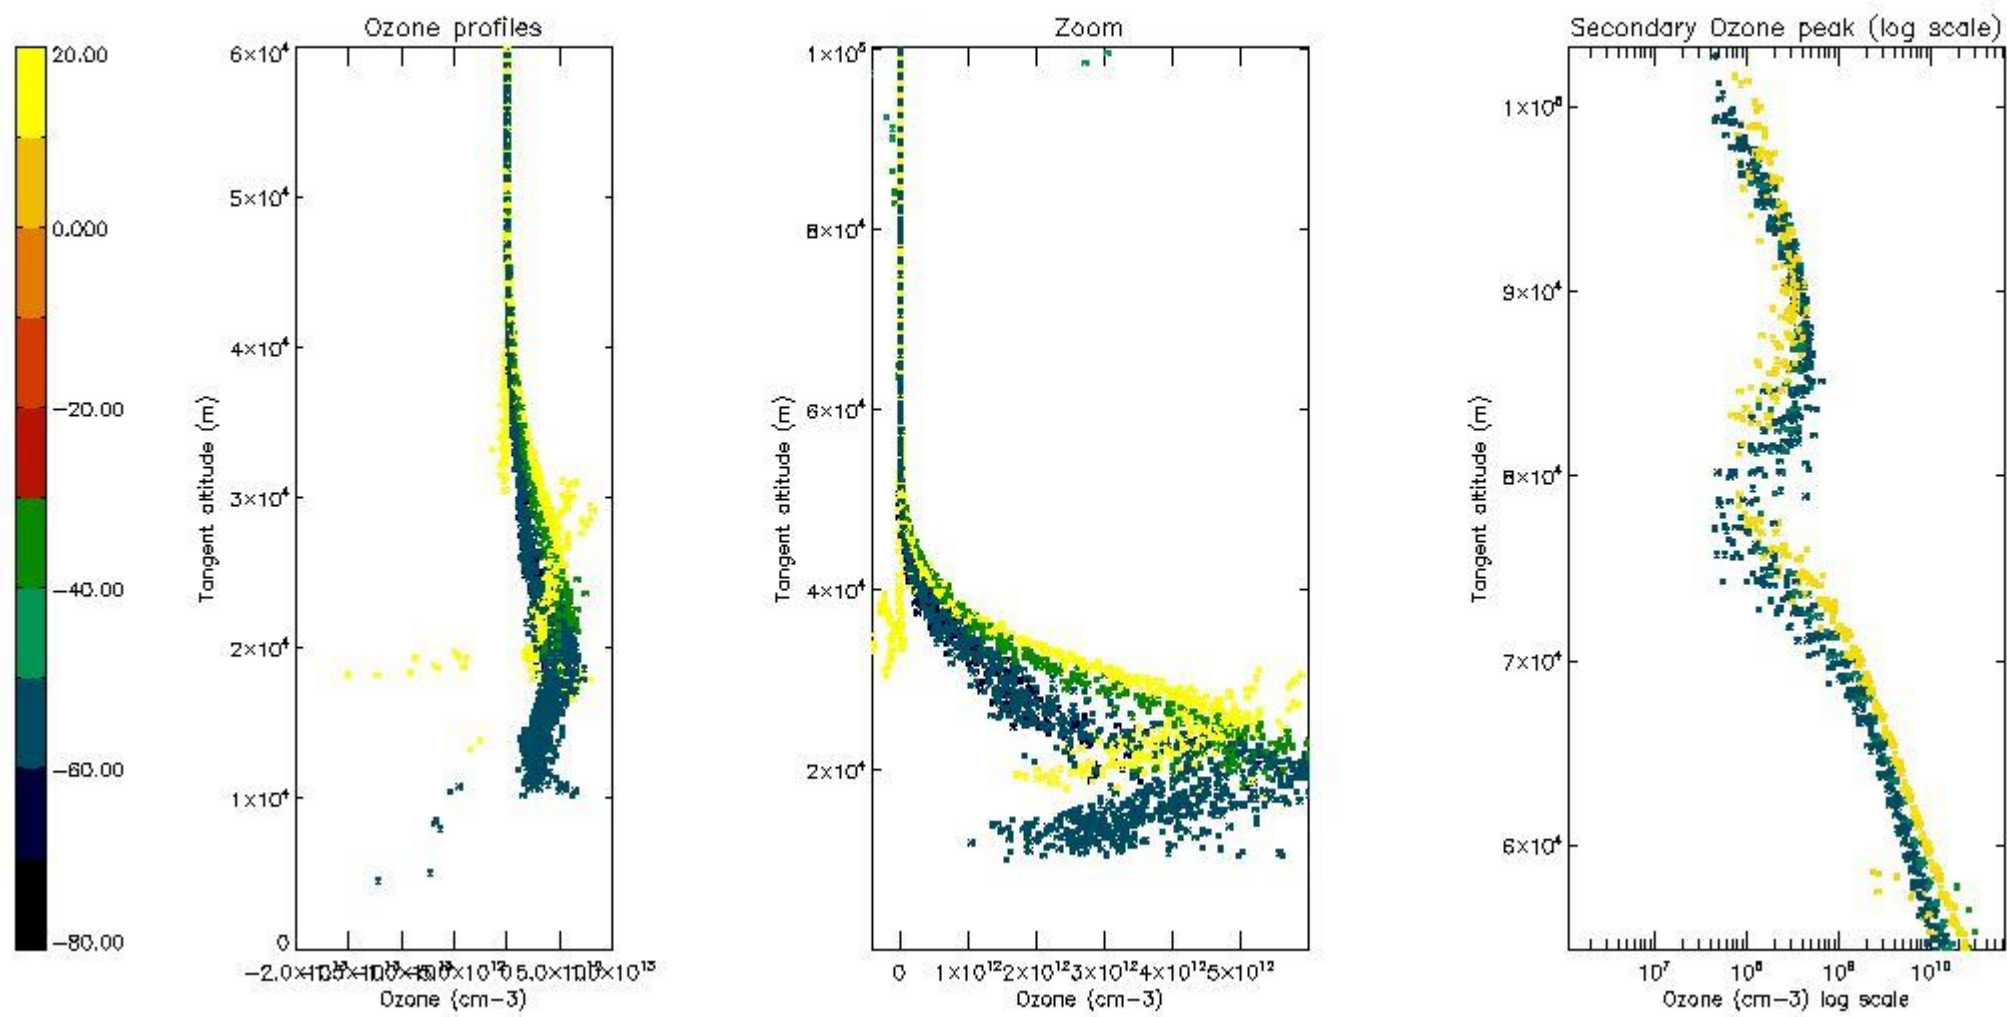 Ozone profiles
Zoom
Secondary Ozone peak (log scale)
20.00
0.000
−20.00
−40.00
−60.00
−80.00
6×10⁴
5×10⁴
4×10⁴
3×10⁴
2×10⁴
1×10⁴
0
Tangent altitude (m)
5.0×10¹²
Ozone (cm−3)
1×10⁵
8×10⁴
6×10⁴
4×10⁴
2×10⁴
Tangent altitude (m)
0 1×10¹² 2×10¹² 3×10¹² 4×10¹² 5×10¹²
Ozone (cm−3)
1×10⁵
9×10⁴
8×10⁴
7×10⁴
6×10⁴
Tangent altitude (m)
10⁷ 10⁸ 10⁹ 10¹⁰
Ozone (cm−3) log scale